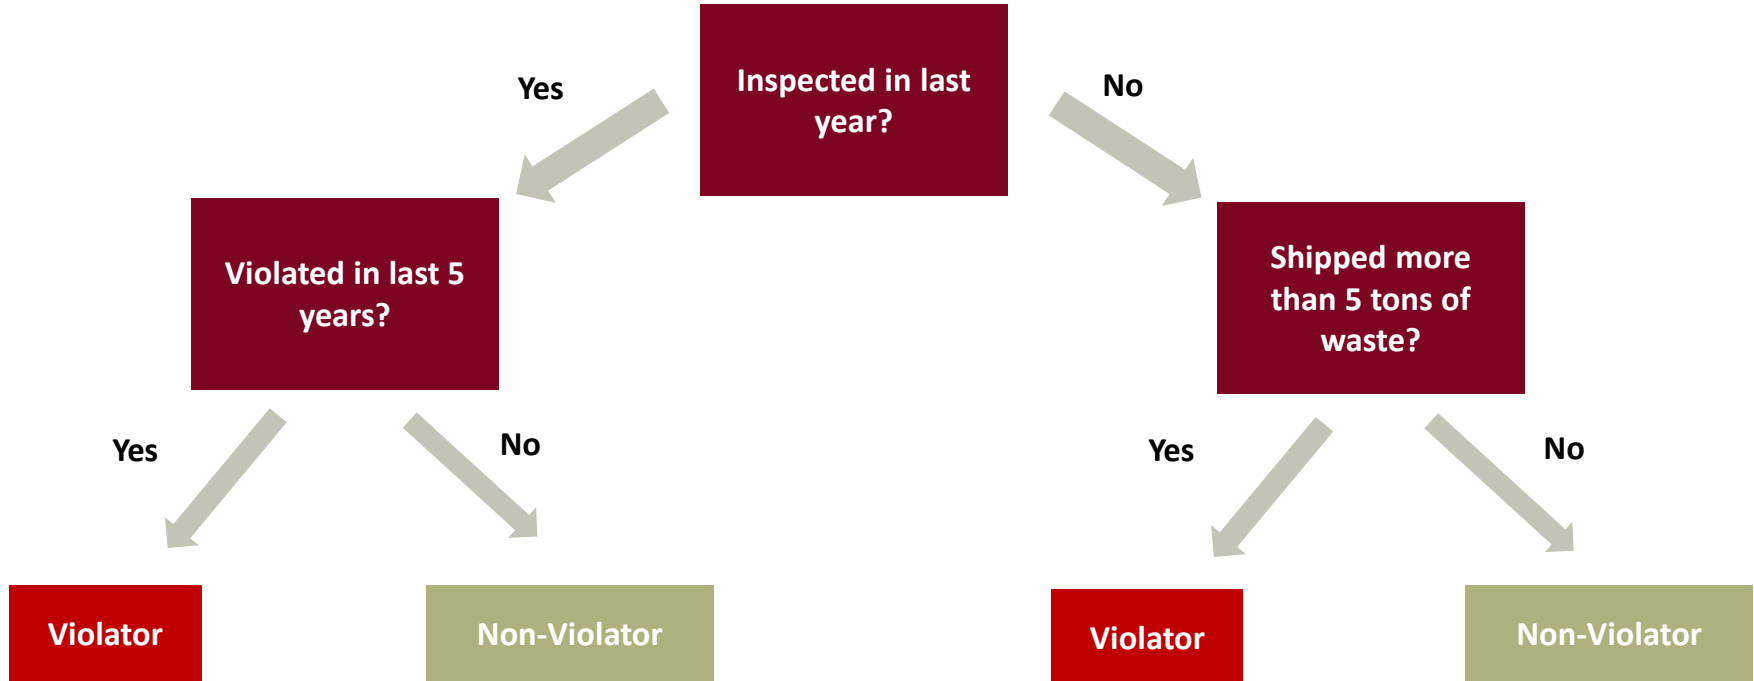 Inspected in last
year?
Yes
No
Violated in last 5
years?
Shipped more
than 5 tons of
waste?
Yes
No
Yes
No
Violator
Non-Violator
Violator
Non-Violator